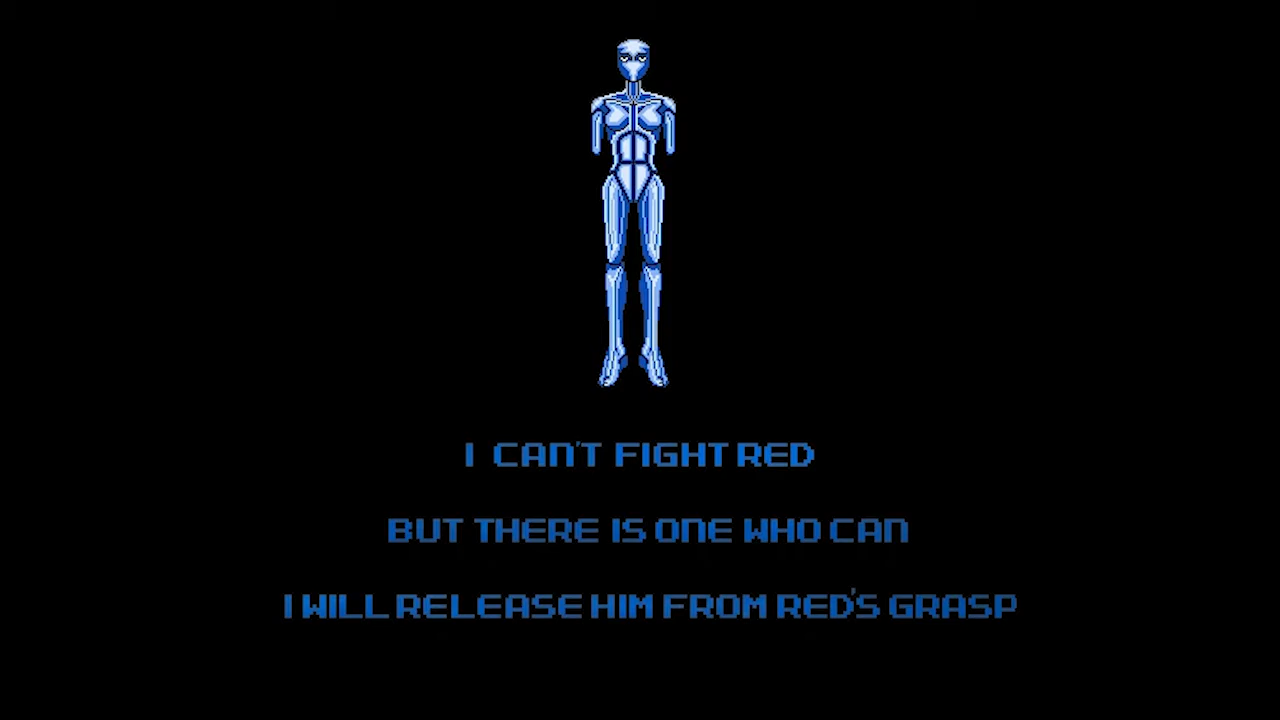 I CAN'T FIGHT RED
BUT THERE IS ONE WHO CAN
I WILL RELEASE HIM FROM RED'S GRASP